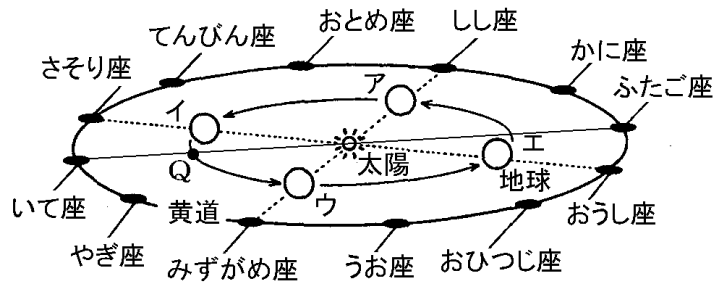 おとめ座
しし座
てんびん座
かに座
さそり座
ア
ふたご座
イ
エ
太陽
Q
地球
ウ
いて座
黄道
おうし座
やぎ座
みずがめ座
うお座
おひつじ座